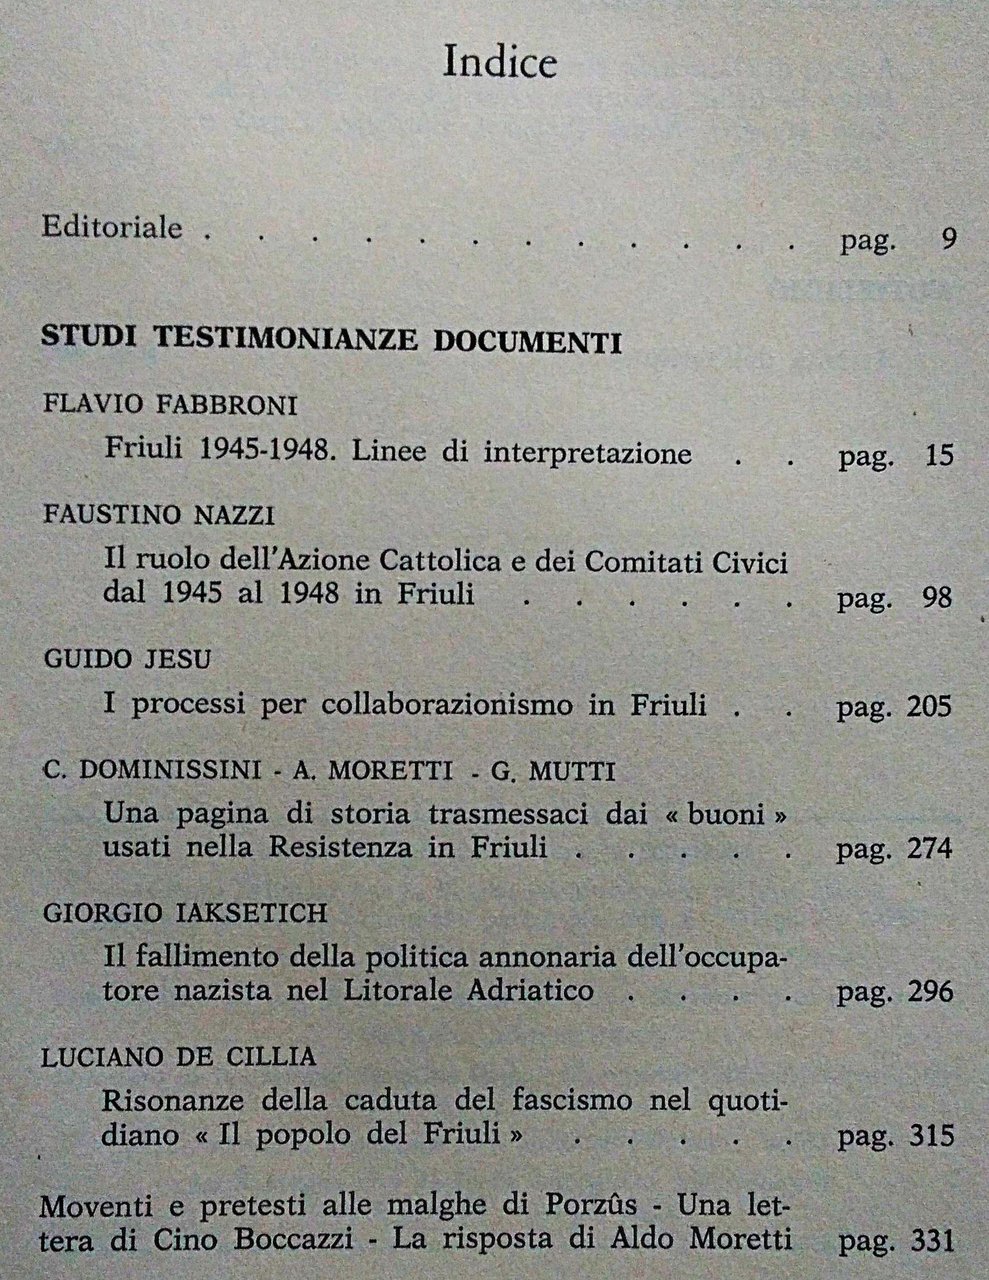 Indice
Editoriale . . . . . . . . . . . . pag. 9
STUDI TESTIMONIANZE DOCUMENTI
FLAVIO FABBRONI
Friuli 1945-1948. Linee di interpretazione . . pag. 15
FAUSTINO NAZZI
Il ruolo dell'Azione Cattolica e dei Comitati Civici
dal 1945 al 1948 in Friuli . . . . . . pag. 98
GUIDO JESU
I processi per collaborazionismo in Friuli . . pag. 205
C. DOMINISSINI - A. MORETTI - G. MUTTI
Una pagina di storia trasmessaci dai « buoni »
usati nella Resistenza in Friuli . . . . . pag. 274
GIORGIO IAKSETICH
Il fallimento della politica annonaria dell'occupa-
tore nazista nel Litorale Adriatico . . . . pag. 296
LUCIANO DE CILLIA
Risonanze della caduta del fascismo nel quoti-
diano « Il popolo del Friuli » . . . . . pag. 315
Moventi e pretesti alle malghe di Porzûs - Una let-
tera di Cino Boccazzi - La risposta di Aldo Moretti pag. 331